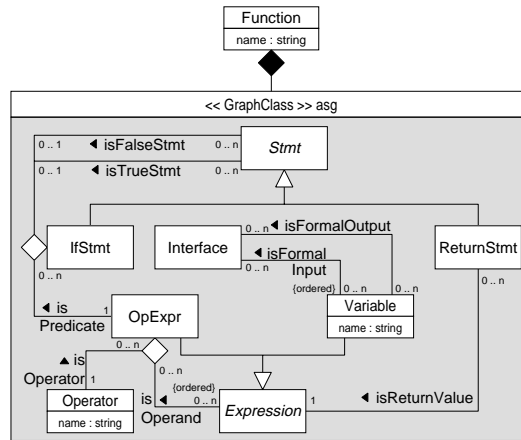 Function
name : string
<< GraphClass >> asg
0 .. 1 ◄ isFalseStmt 0 .. n
Stmt
0 .. 1 ◄ isTrueStmt 0 .. n
IfStmt
Interface
ReturnStmt
0 .. n ◄ isFormalOutput
◄ isFormal
0 .. n Input
0 .. n
{ordered} 0 .. n 0 .. n
◄ is 1
Predicate
OpExpr
Variable
name : string
0 .. n
0 .. n
▲ is
Operator 1
Operator
name : string
is ◄ {ordered}
Operand 0 .. n
Expression
1 ◄ isReturnValue
0 .. n